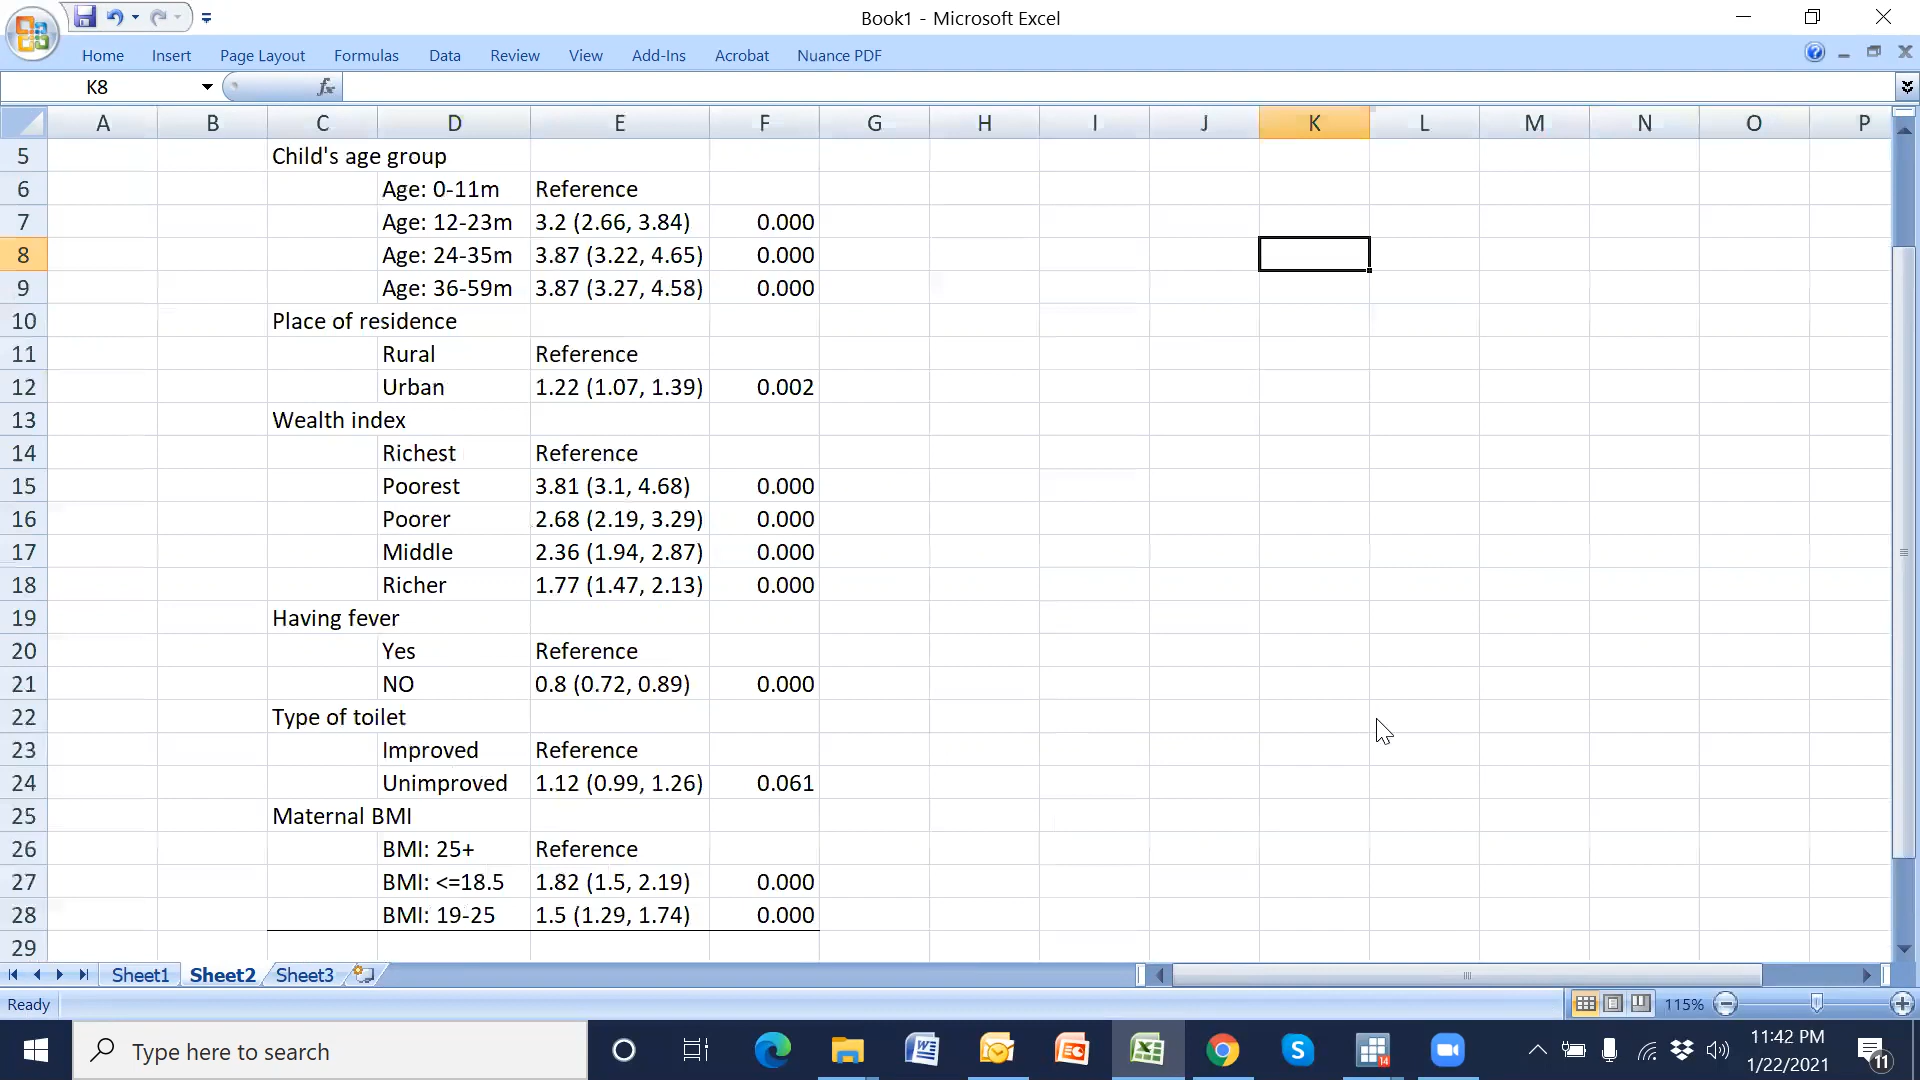 Book1 - Microsoft Excel
Home Insert Page Layout Formulas Data Review View Add-Ins Acrobat Nuance PDF
K8 fx
A B C D E F G H I J K L M N O P
5 Child's age group
6 Age: 0-11m Reference
7 Age: 12-23m 3.2 (2.66, 3.84) 0.000
8 Age: 24-35m 3.87 (3.22, 4.65) 0.000
9 Age: 36-59m 3.87 (3.27, 4.58) 0.000
10 Place of residence
11 Rural Reference
12 Urban 1.22 (1.07, 1.39) 0.002
13 Wealth index
14 Richest Reference
15 Poorest 3.81 (3.1, 4.68) 0.000
16 Poorer 2.68 (2.19, 3.29) 0.000
17 Middle 2.36 (1.94, 2.87) 0.000
18 Richer 1.77 (1.47, 2.13) 0.000
19 Having fever
20 Yes Reference
21 NO 0.8 (0.72, 0.89) 0.000
22 Type of toilet
23 Improved Reference
24 Unimproved 1.12 (0.99, 1.26) 0.061
25 Maternal BMI
26 BMI: 25+ Reference
27 BMI: <=18.5 1.82 (1.5, 2.19) 0.000
28 BMI: 19-25 1.5 (1.29, 1.74) 0.000
29
Sheet1 Sheet2 Sheet3
Ready 115%
Type here to search 14 11:42 PM
1/22/2021 11